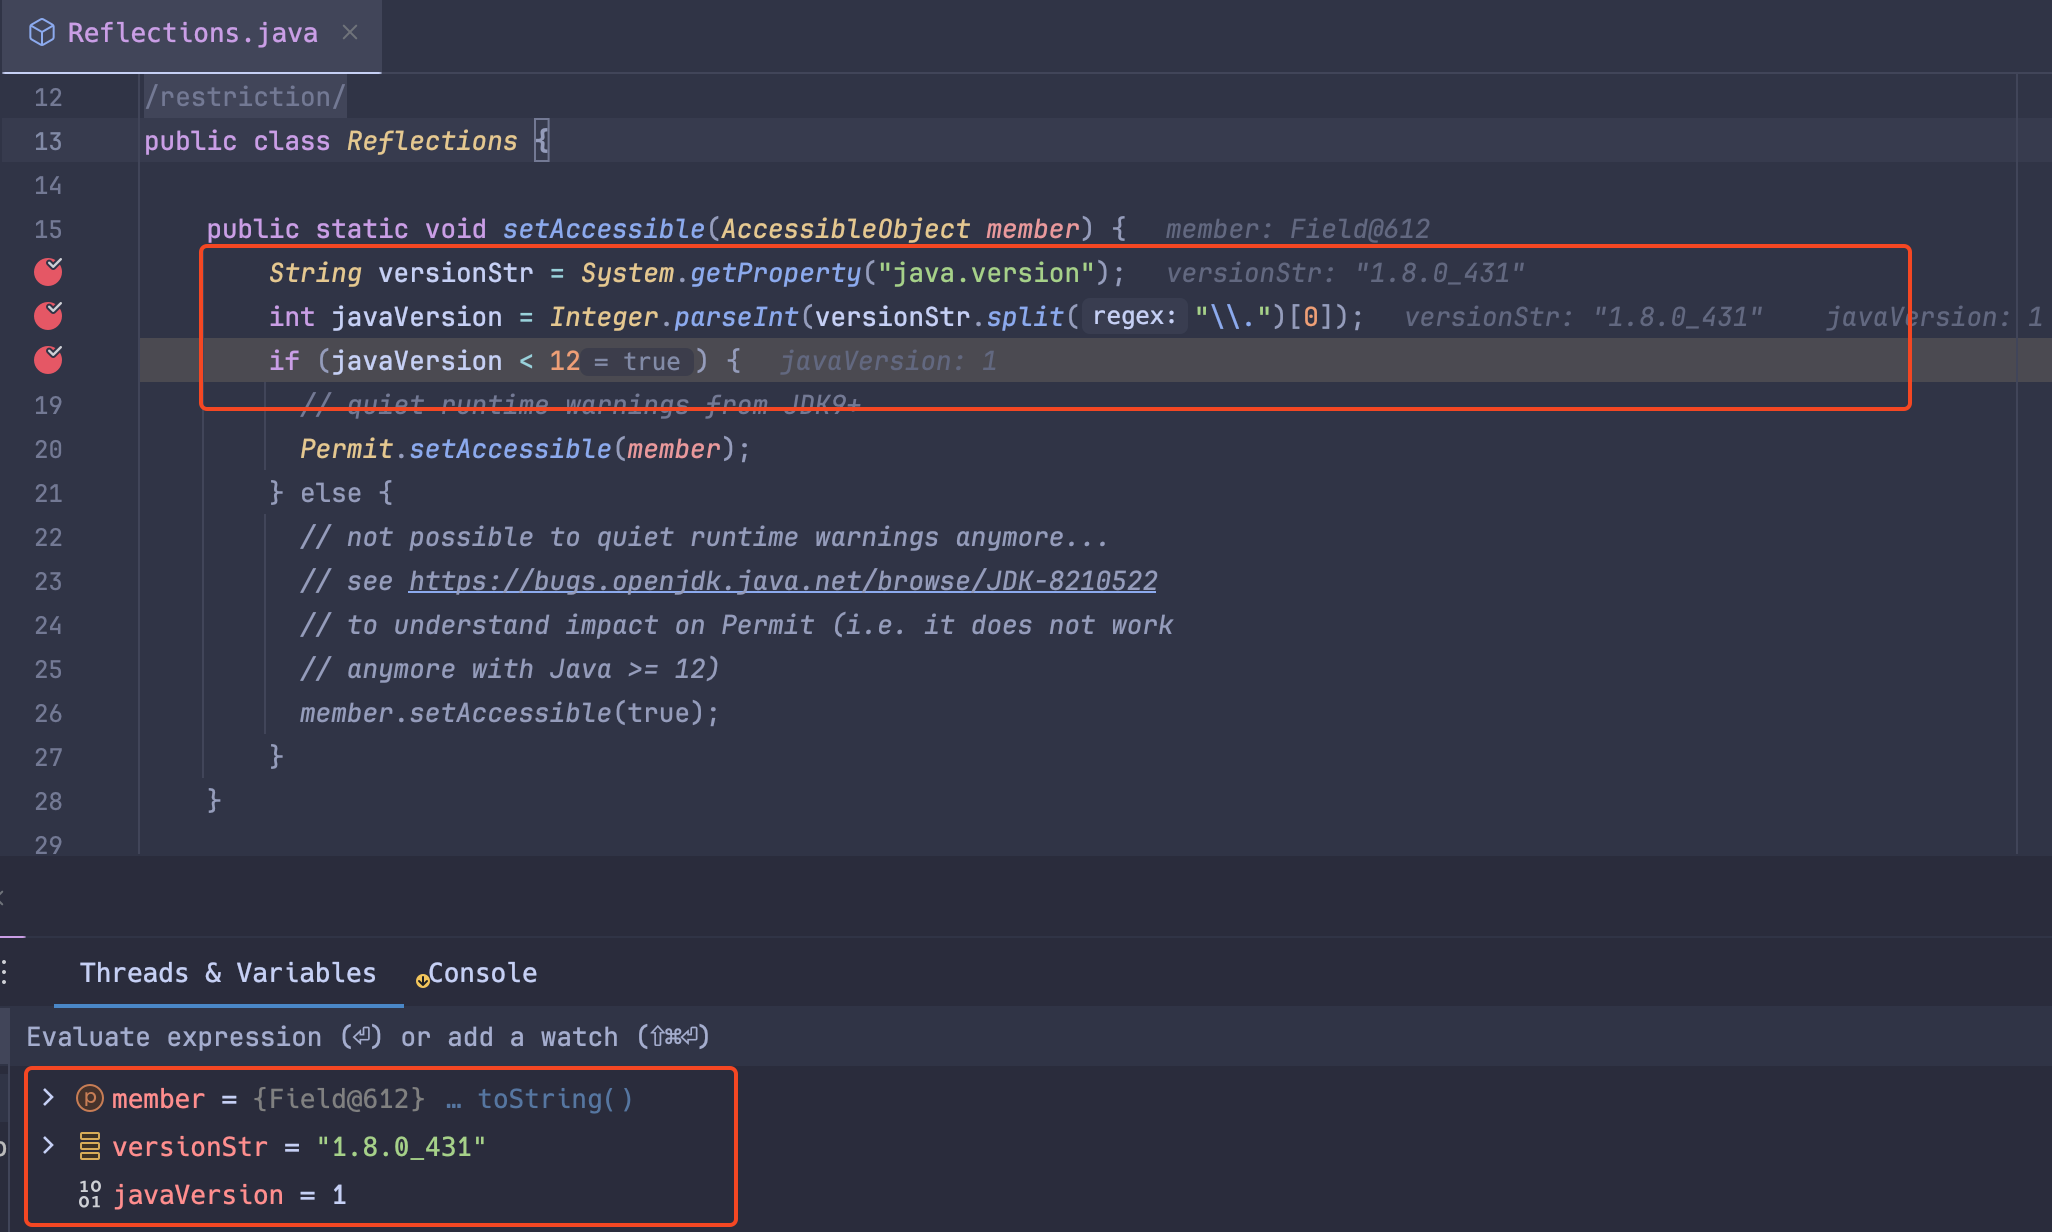 Reflections.java
12 /restriction/
13 public class Reflections {
14
15 public static void setAccessible(AccessibleObject member) { member: Field@612
String versionStr = System.getProperty("java.version"); versionStr: "1.8.0_431"
int javaVersion = Integer.parseInt(versionStr.split( regex: "\\.")[0]); versionStr: "1.8.0_431" javaVersion: 1
if (javaVersion < 12 = true ) { javaVersion: 1
19 // quiet runtime warnings from JDK9+
20 Permit.setAccessible(member);
21 } else {
22 // not possible to quiet runtime warnings anymore...
23 // see https://bugs.openjdk.java.net/browse/JDK-8210522
24 // to understand impact on Permit (i.e. it does not work
25 // anymore with Java >= 12)
26 member.setAccessible(true);
27 }
28 }
29
Threads & Variables Console
Evaluate expression (⏎) or add a watch (⇧⌘⏎)
member = {Field@612} … toString()
versionStr = "1.8.0_431"
javaVersion = 1